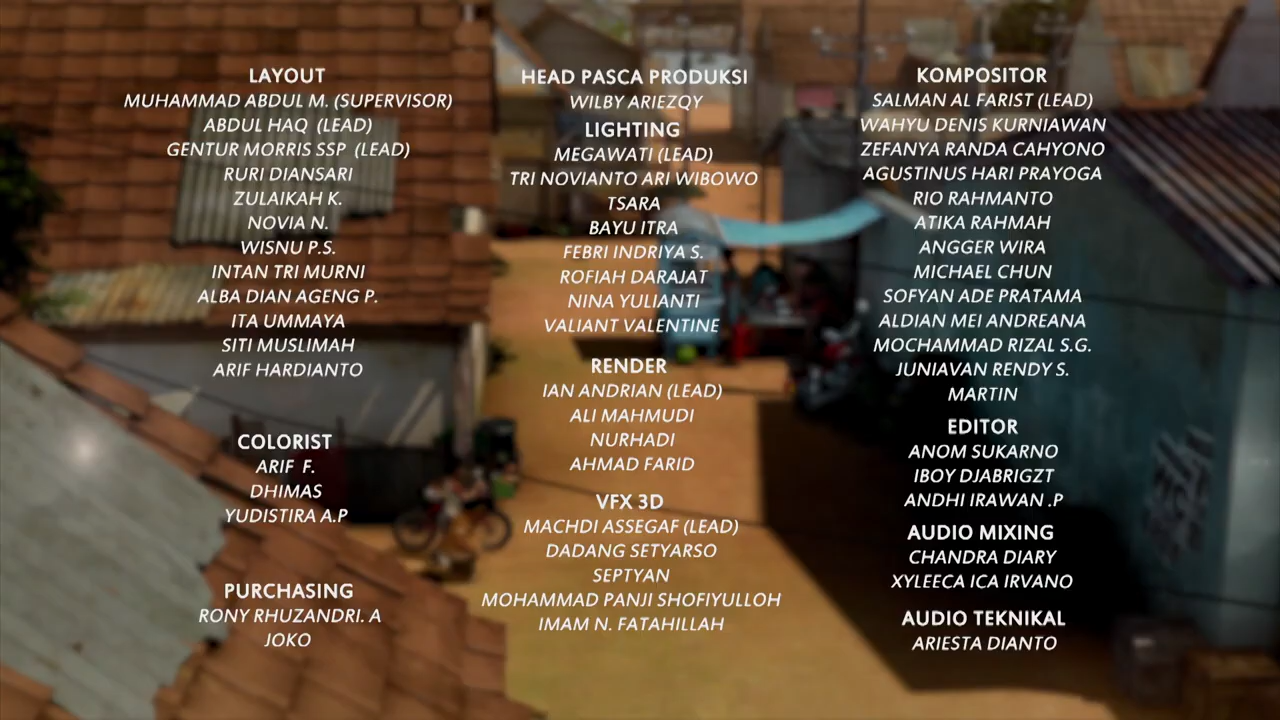 LAYOUT
MUHAMMAD ABDUL M. (SUPERVISOR)
ABDUL HAQ (LEAD)
GENTUR MORRIS SSP (LEAD)
RURI DIANSARI
ZULAIKAH K.
NOVIA N.
WISNU P.S.
INTAN TRI MURNI
ALBA DIAN AGENG P.
ITA UMMAYA
SITI MUSLIMAH
ARIF HARDIANTO
COLORIST
ARIF F.
DHIMAS
YUDISTIRA A.P
PURCHASING
RONY RHUZANDRI. A
JOKO
HEAD PASCA PRODUKSI
WILBY ARIEZQY
LIGHTING
MEGAWATI (LEAD)
TRI NOVIANTO ARI WIBOWO
TSARA
BAYU ITRA
FEBRI INDRIYA S.
ROFIAH DARAJAT
NINA YULIANTI
VALIANT VALENTINE
RENDER
IAN ANDRIAN (LEAD)
ALI MAHMUDI
NURHADI
AHMAD FARID
VFX 3D
MACHDI ASSEGAF (LEAD)
DADANG SETYARSO
SEPTYAN
MOHAMMAD PANJI SHOFIYULLOH
IMAM N. FATAHILLAH
KOMPOSITOR
SALMAN AL FARIST (LEAD)
WAHYU DENIS KURNIAWAN
ZEFANYA RANDA CAHYONO
AGUSTINUS HARI PRAYOGA
RIO RAHMANTO
ATIKA RAHMAH
ANGGER WIRA
MICHAEL CHUN
SOFYAN ADE PRATAMA
ALDIAN MEI ANDREANA
MOCHAMMAD RIZAL S.G.
JUNIAVAN RENDY S.
MARTIN
EDITOR
ANOM SUKARNO
IBOY DJABRIGZT
ANDHI IRAWAN .P
AUDIO MIXING
CHANDRA DIARY
XYLEECA ICA IRVANO
AUDIO TEKNIKAL
ARIESTA DIANTO